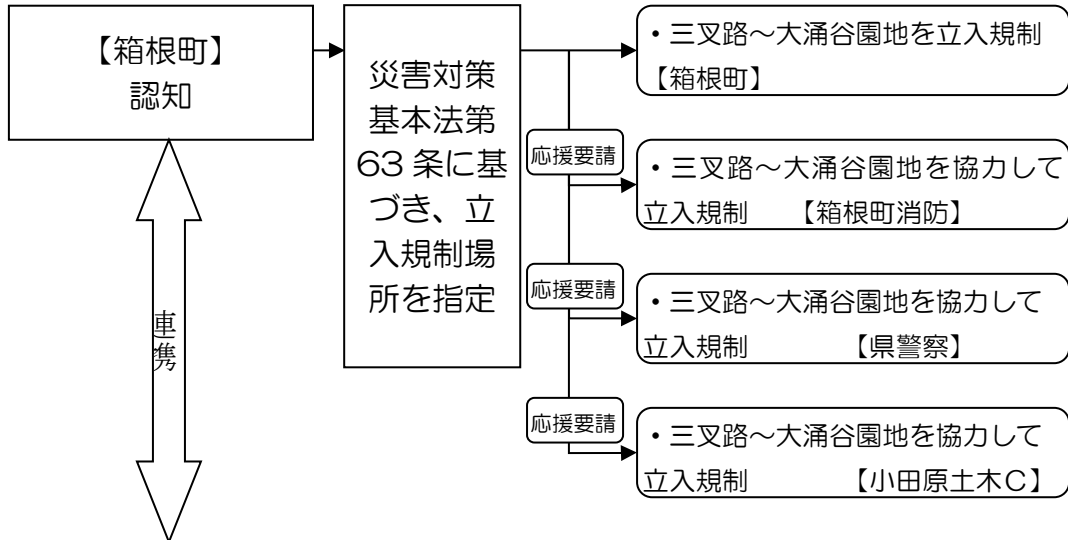 【箱根町】
認知
災害対策
基本法第
63条に基
づき、立
入規制場
所を指定
・三叉路～大涌谷園地を立入規制
【箱根町】
応援要請
・三叉路～大涌谷園地を協力して
立入規制　　【箱根町消防】
応援要請
・三叉路～大涌谷園地を協力して
立入規制　　　　【県警察】
応援要請
・三叉路～大涌谷園地を協力して
立入規制　　　　【小田原土木C】
連携